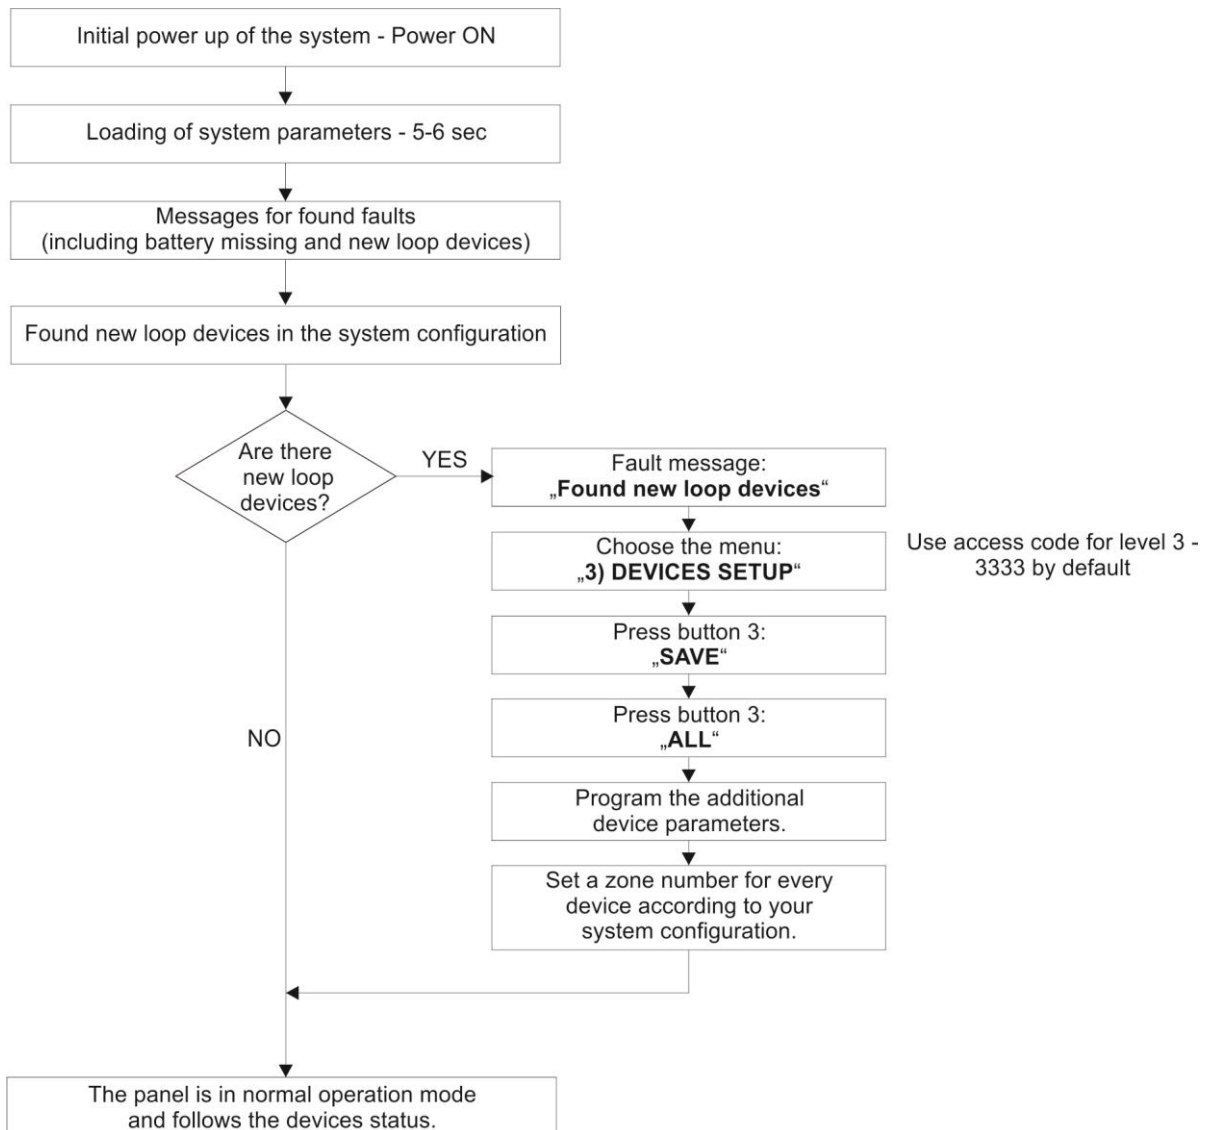 Initial power up of the system - Power ON
Loading of system parameters - 5-6 sec
Messages for found faults
(including battery missing and new loop devices)
Found new loop devices in the system configuration
Are there
new loop
devices?
YES
Fault message:
„Found new loop devices“
Choose the menu:
„3) DEVICES SETUP“
Use access code for level 3 -
3333 by default
Press button 3:
„SAVE“
Press button 3:
„ALL“
NO
Program the additional
device parameters.
Set a zone number for every
device according to your
system configuration.
The panel is in normal operation mode
and follows the devices status.